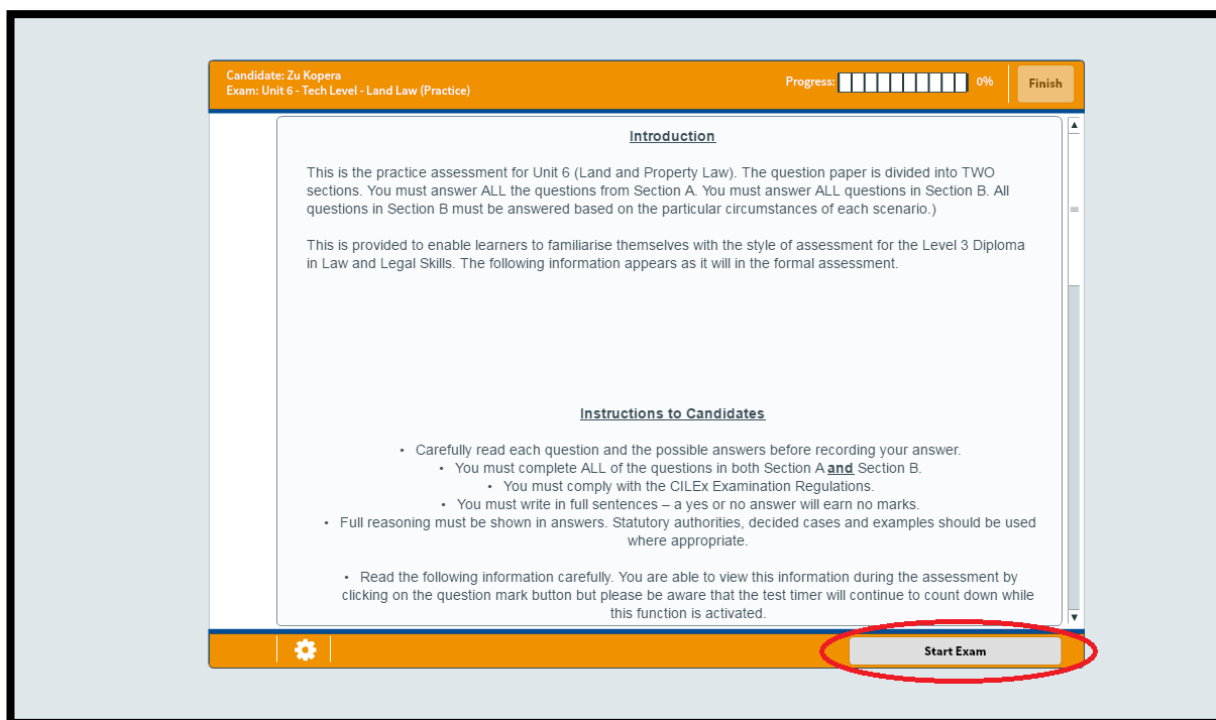 Candidate: Zu Kopera
Exam: Unit 6 - Tech Level - Land Law (Practice)
Progress: 0%
Finish
Introduction
This is the practice assessment for Unit 6 (Land and Property Law). The question paper is divided into TWO
sections. You must answer ALL the questions from Section A. You must answer ALL questions in Section B. All
questions in Section B must be answered based on the particular circumstances of each scenario.)
This is provided to enable learners to familiarise themselves with the style of assessment for the Level 3 Diploma
in Law and Legal Skills. The following information appears as it will in the formal assessment.
Instructions to Candidates
• Carefully read each question and the possible answers before recording your answer.
• You must complete ALL of the questions in both Section A and Section B.
• You must comply with the CILEx Examination Regulations.
• You must write in full sentences – a yes or no answer will earn no marks.
• Full reasoning must be shown in answers. Statutory authorities, decided cases and examples should be used
where appropriate.
• Read the following information carefully. You are able to view this information during the assessment by
clicking on the question mark button but please be aware that the test timer will continue to count down while
this function is activated.
Start Exam